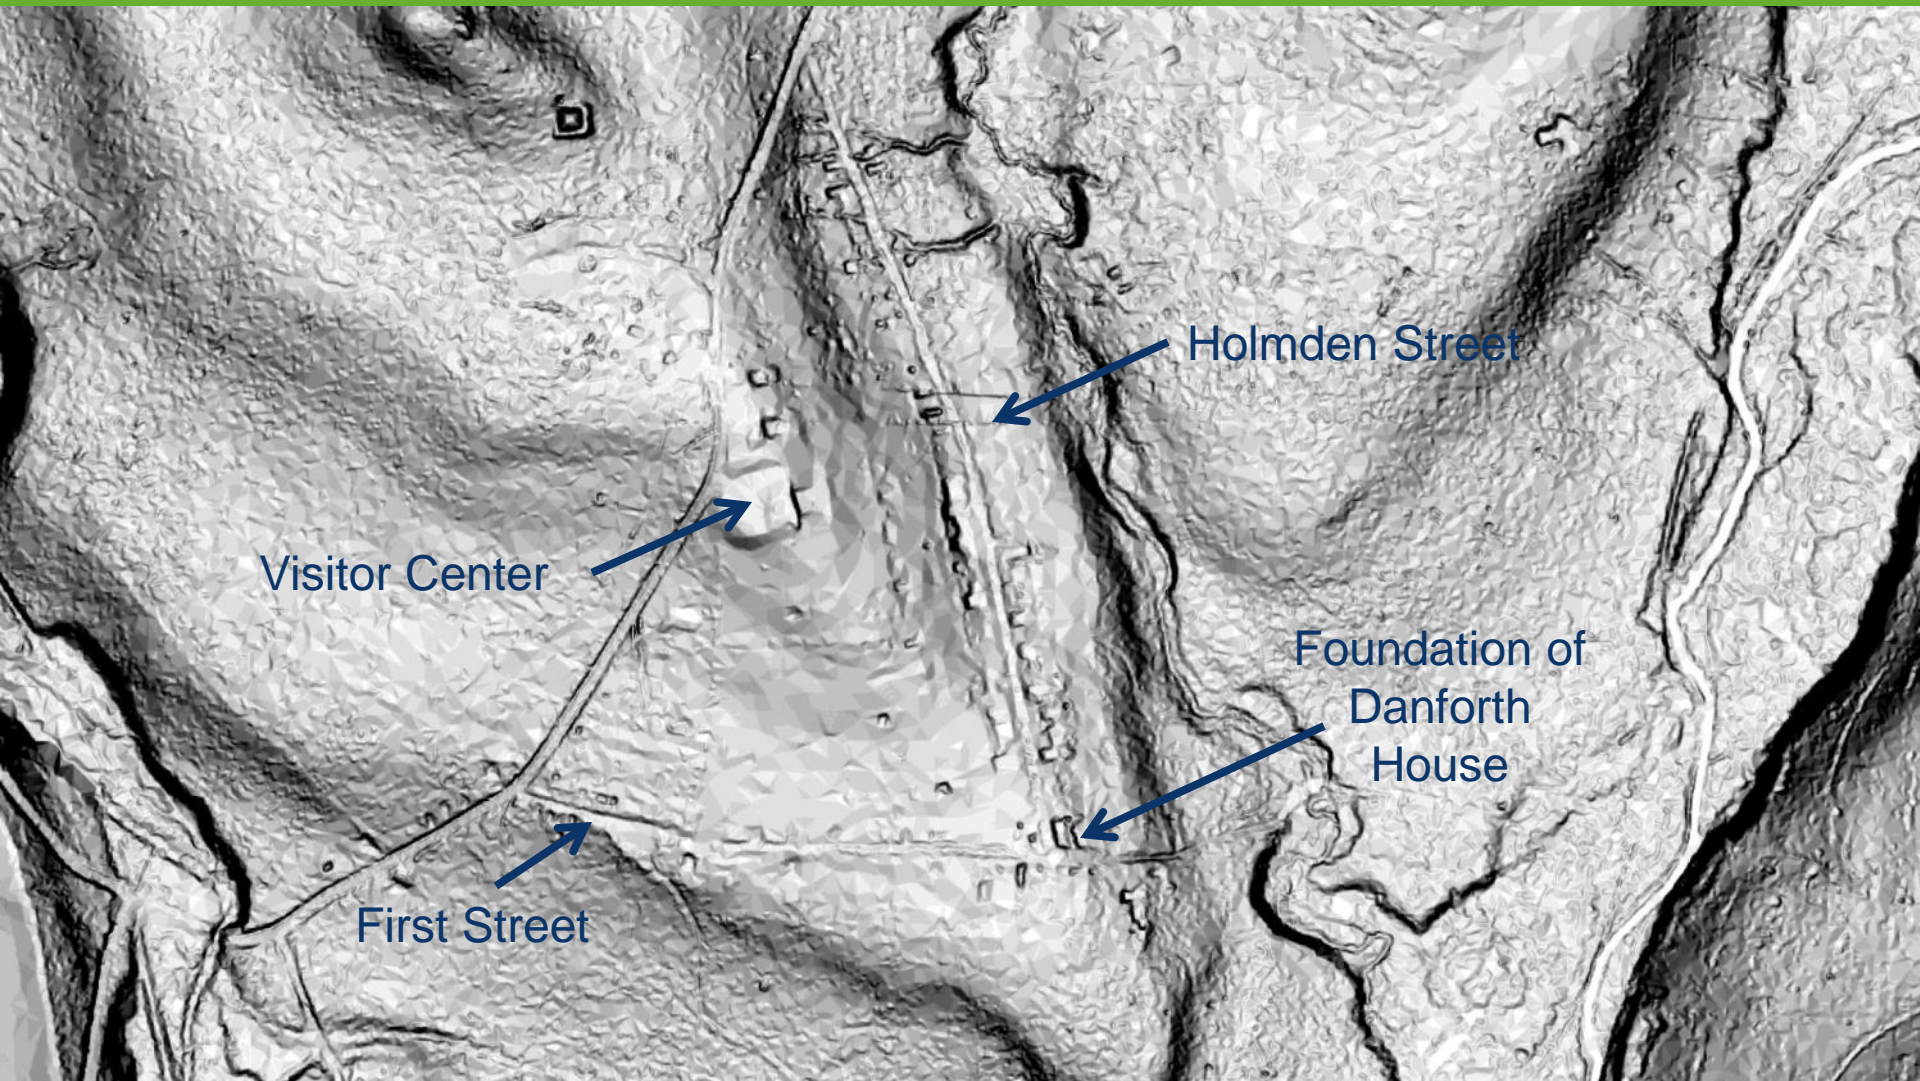 Holmden Street
Visitor Center
Foundation of
Danforth
House
First Street